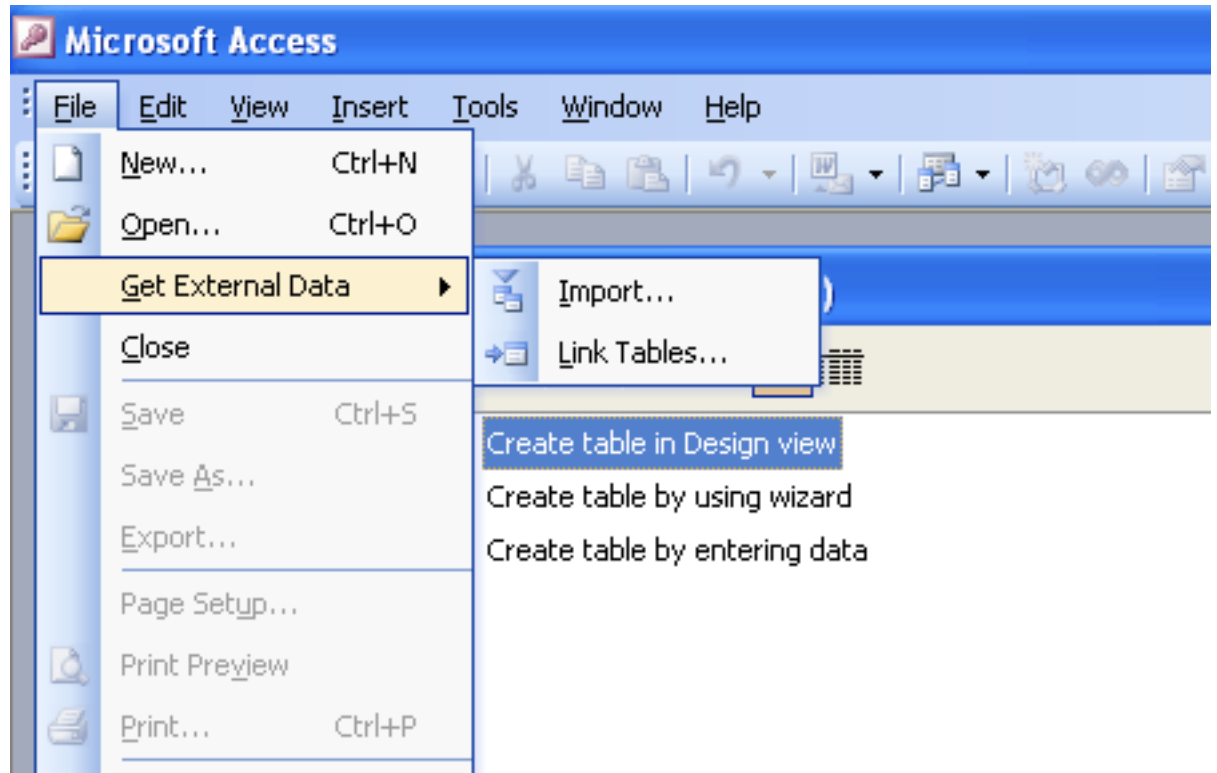 Microsoft Access
File Edit View Insert Tools Window Help
New... Ctrl+N
Open... Ctrl+O
Get External Data
Import...
)
Close
Link Tables...
Save Ctrl+S
Create table in Design view
Save As...
Create table by using wizard
Export...
Create table by entering data
Page Setup...
Print Preview
Print... Ctrl+P